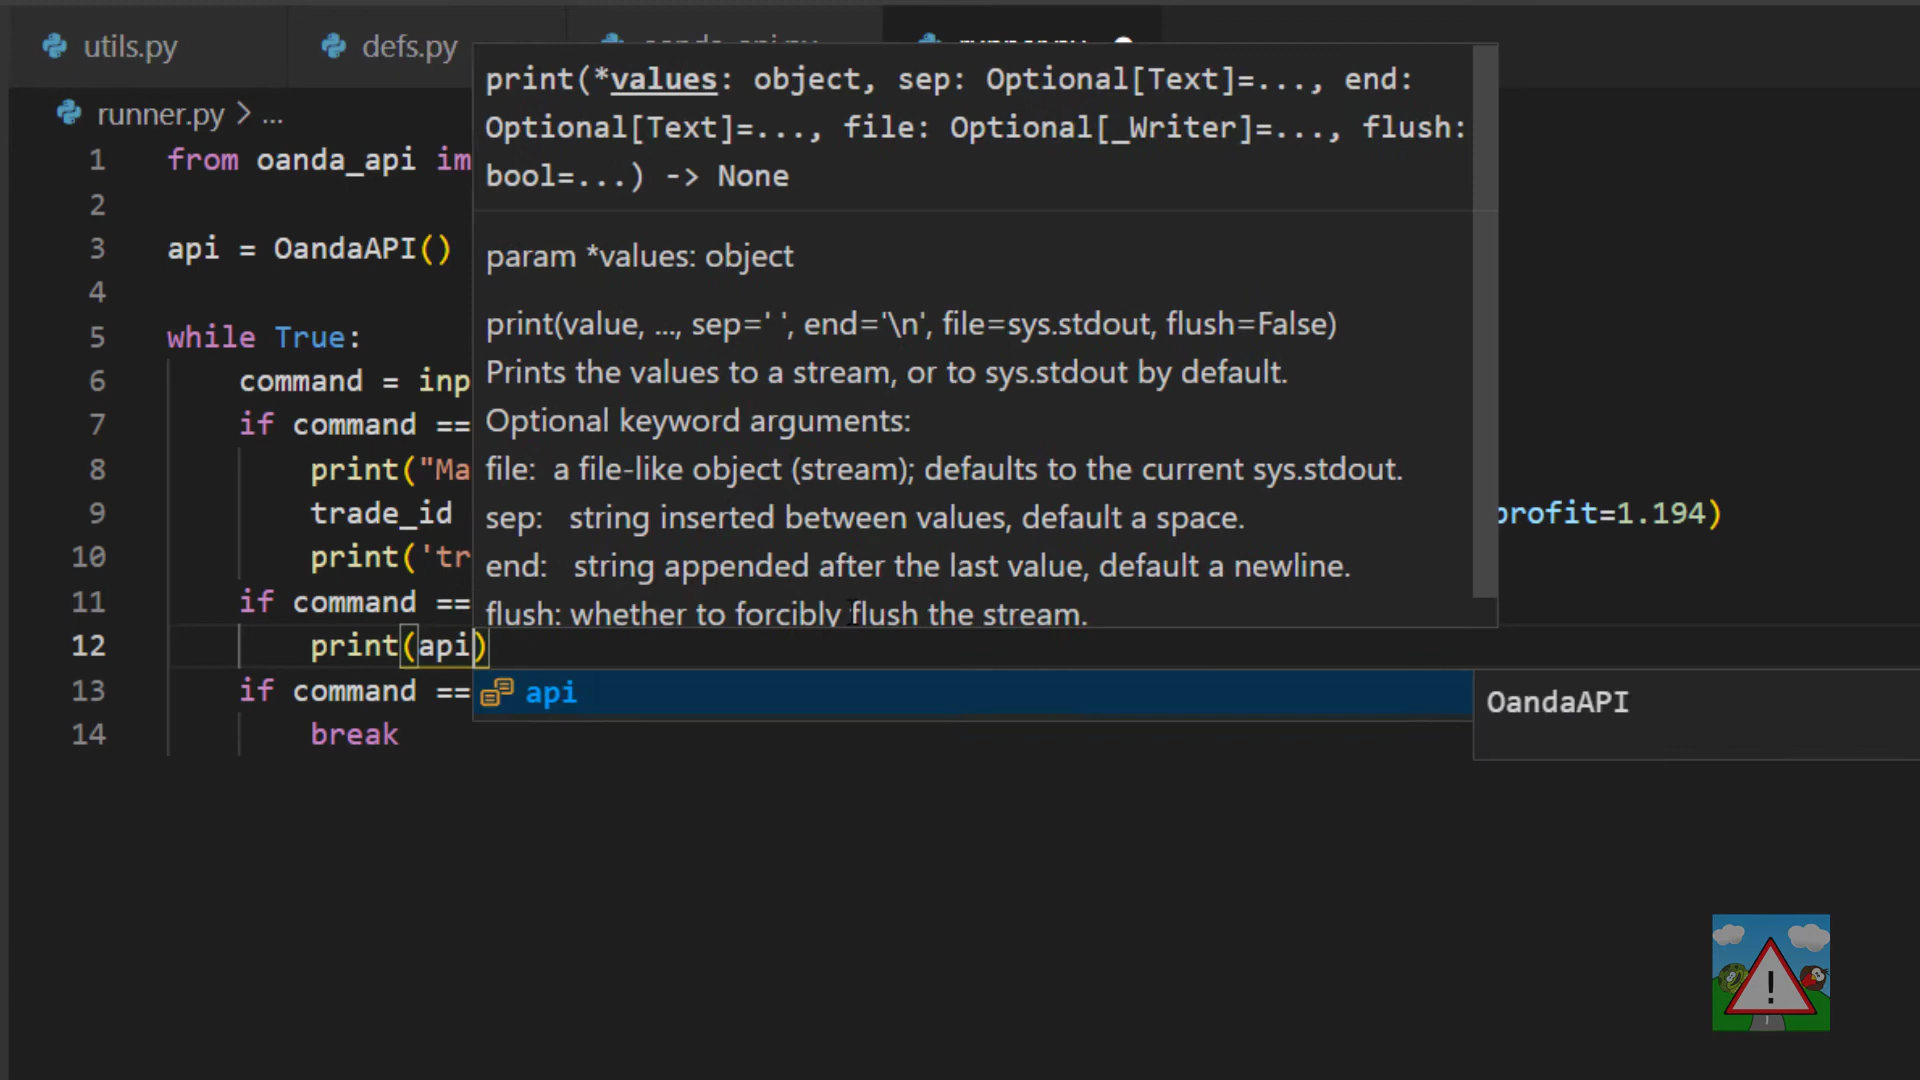 utils.py
defs.py
runner.py > ...
print(*values: object, sep: Optional[Text]=..., end:
Optional[Text]=..., file: Optional[_Writer]=..., flush:
bool=...) -> None
param *values: object
print(value, ..., sep=' ', end='\n', file=sys.stdout, flush=False)
Prints the values to a stream, or to sys.stdout by default.
Optional keyword arguments:
file: a file-like object (stream); defaults to the current sys.stdout.
sep: string inserted between values, default a space.
end: string appended after the last value, default a newline.
flush: whether to forcibly flush the stream.
1 from oanda_api im
2
3 api = OandaAPI()
4
5 while True:
6 command = inp
7 if command ==
8 print("Ma
9 trade_id profit=1.194)
10 print('tr
11 if command ==
12 print(api)
api
OandaAPI
13 if command ==
14 break
!